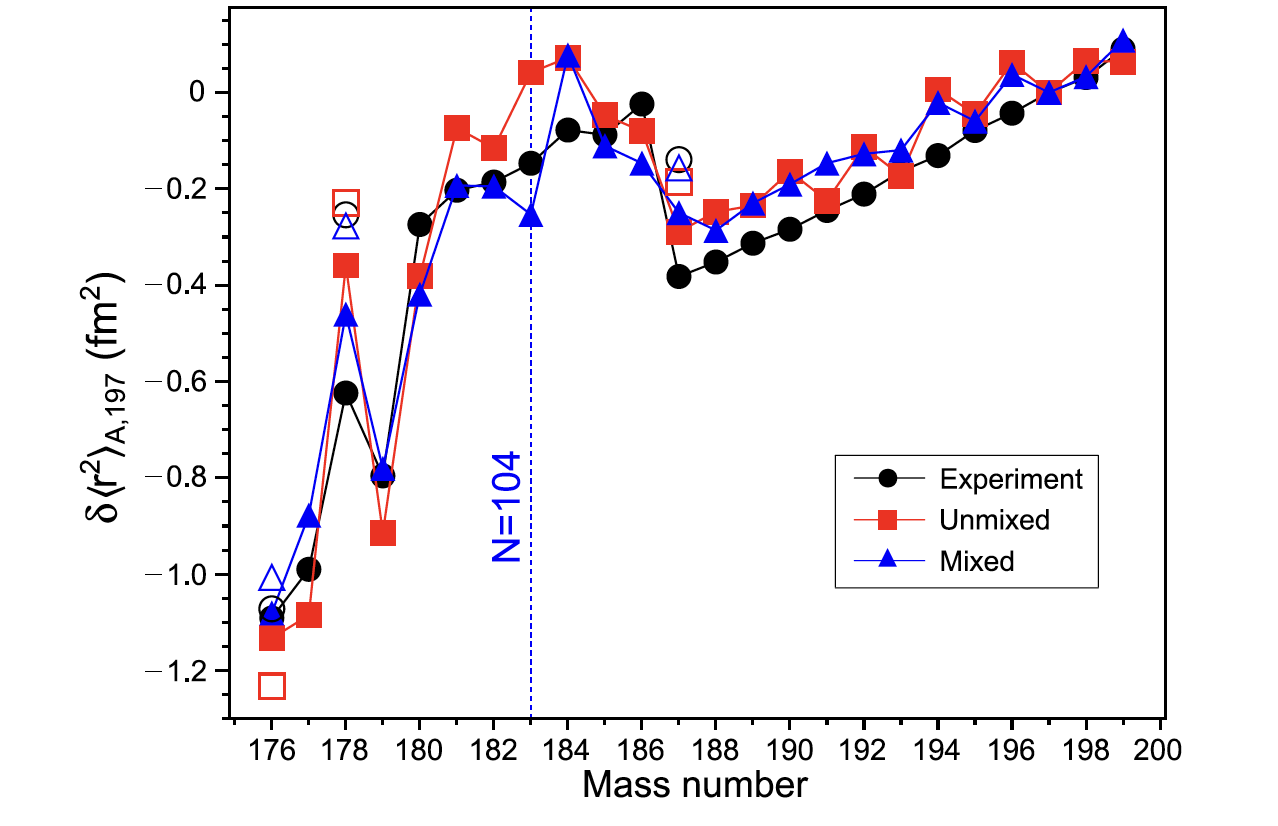 0
−0.2
−0.4
−0.6
−0.8
−1.0
−1.2
δ⟨r²⟩A,197 (fm²)
N=104
Experiment
Unmixed
Mixed
176 178 180 182 184 186 188 190 192 194 196 198 200
Mass number